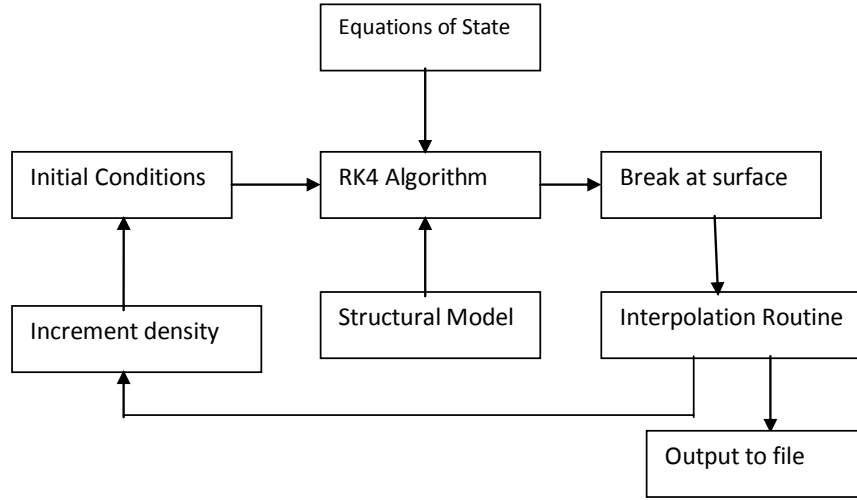 Equations of State
Initial Conditions
RK4 Algorithm
Break at surface
Increment density
Structural Model
Interpolation Routine
Output to file